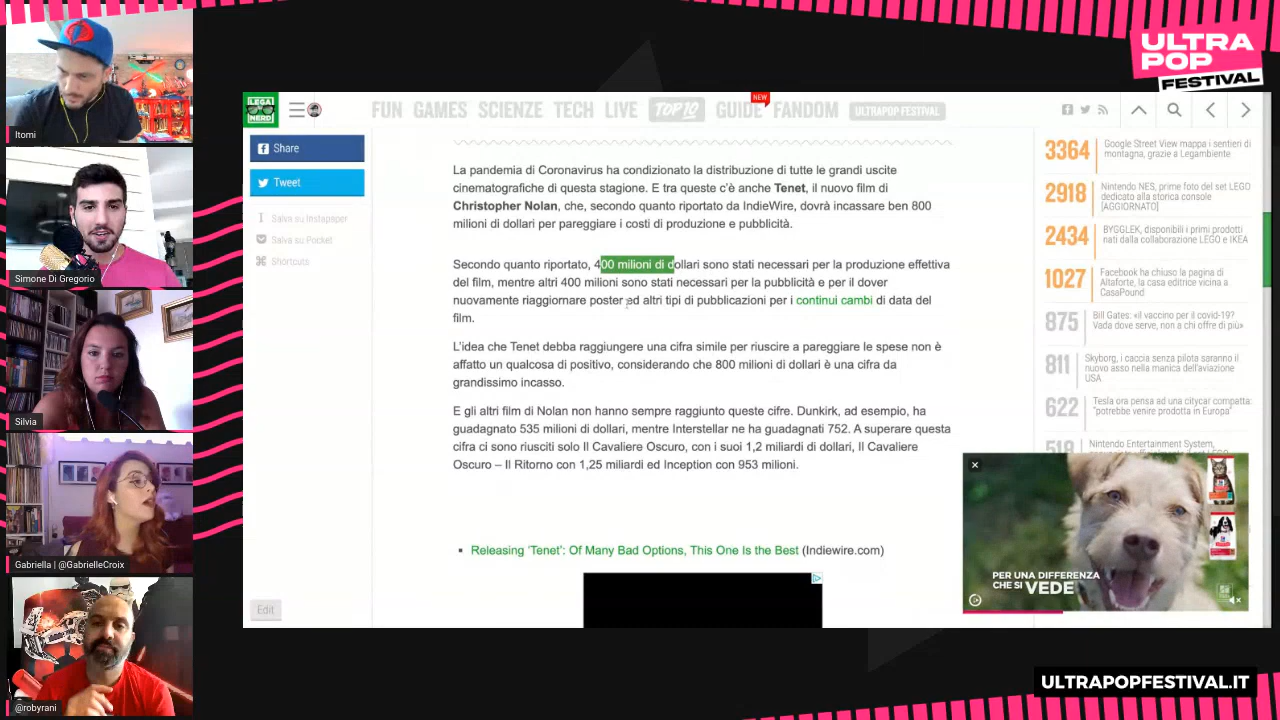 ULTRA
POP
FESTIVAL
Itomi
Simone Di Gregorio
Silvia
Gabriella | @GabrielleCroix
@robyrani
LEGA
NERD
FUN GAMES SCIENZE TECH LIVE TOP10 GUIDE FANDOM ULTRAPOP FESTIVAL
NEW
Share
Tweet
Salva su Instapaper
Salva su Pocket
Shortcuts
Edit
La pandemia di Coronavirus ha condizionato la distribuzione di tutte le grandi uscite
cinematografiche di questa stagione. E tra queste c'è anche Tenet, il nuovo film di
Christopher Nolan, che, secondo quanto riportato da IndieWire, dovrà incassare ben 800
milioni di dollari per pareggiare i costi di produzione e pubblicità.
Secondo quanto riportato, 400 milioni di dollari sono stati necessari per la produzione effettiva
del film, mentre altri 400 milioni sono stati necessari per la pubblicità e per il dover
nuovamente riaggiornare poster ed altri tipi di pubblicazioni per i continui cambi di data del
film.
L'idea che Tenet debba raggiungere una cifra simile per riuscire a pareggiare le spese non è
affatto un qualcosa di positivo, considerando che 800 milioni di dollari è una cifra da
grandissimo incasso.
E gli altri film di Nolan non hanno sempre raggiunto queste cifre. Dunkirk, ad esempio, ha
guadagnato 535 milioni di dollari, mentre Interstellar ne ha guadagnati 752. A superare questa
cifra ci sono riusciti solo Il Cavaliere Oscuro, con i suoi 1,2 miliardi di dollari, Il Cavaliere
Oscuro – Il Ritorno con 1,25 miliardi ed Inception con 953 milioni.
Releasing 'Tenet': Of Many Bad Options, This One Is the Best (Indiewire.com)
3364 Google Street View mappa i sentieri di
montagna, grazie a Legambiente
2918 Nintendo NES, prime foto del set LEGO
dedicato alla storica console
[AGGIORNATO]
2434 BYGGLEK, disponibili i primi prodotti
nati dalla collaborazione LEGO e IKEA
1027 Facebook ha chiuso la pagina di
Altaforte, la casa editrice vicina a
CasaPound
875 Bill Gates: «il vaccino per il covid-19?
Vada dove serve, non a chi offre di più»
811 Skyborg, i caccia senza pilota saranno il
nuovo asso nella manica dell'aviazione
USA
622 Tesla ora pensa ad una citycar compatta:
"potrebbe venire prodotta in Europa"
518 Nintendo Entertainment System,
PER UNA DIFFERENZA
CHE SI VEDE
ULTRAPOPFESTIVAL.IT